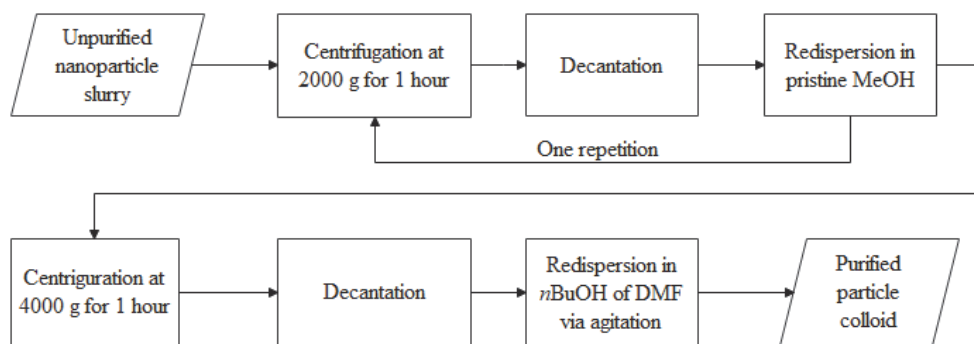 Unpurified
nanoparticle
slurry
Centrifugation at
2000 g for 1 hour
Decantation
Redispersion in
pristine MeOH
One repetition
Centriguration at
4000 g for 1 hour
Decantation
Redispersion in
nBuOH of DMF
via agitation
Purified
particle
colloid